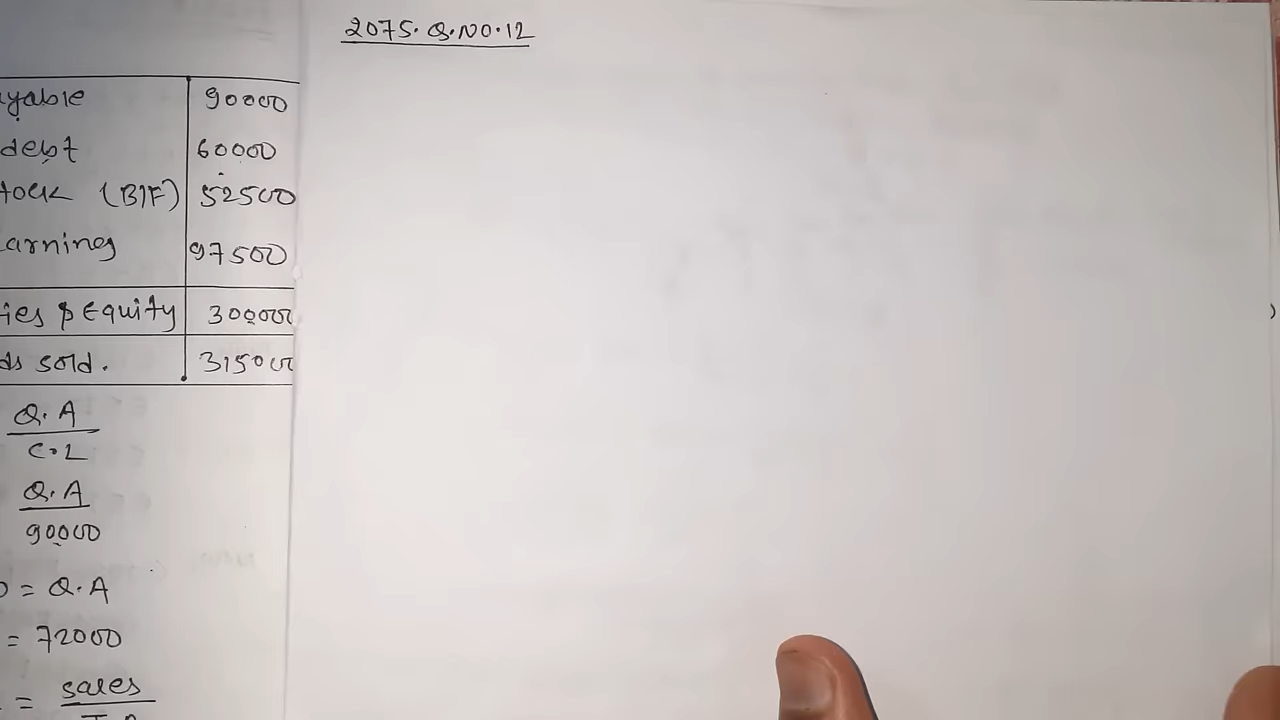 2075. Q.NO.12
yable 90000
debt 60000
tock (B/F) 52500
arning 97500
ies & Equity 300000
ds sold. 315000
Q.A
C.L
Q.A
90000
= Q.A
= 72000
= sales